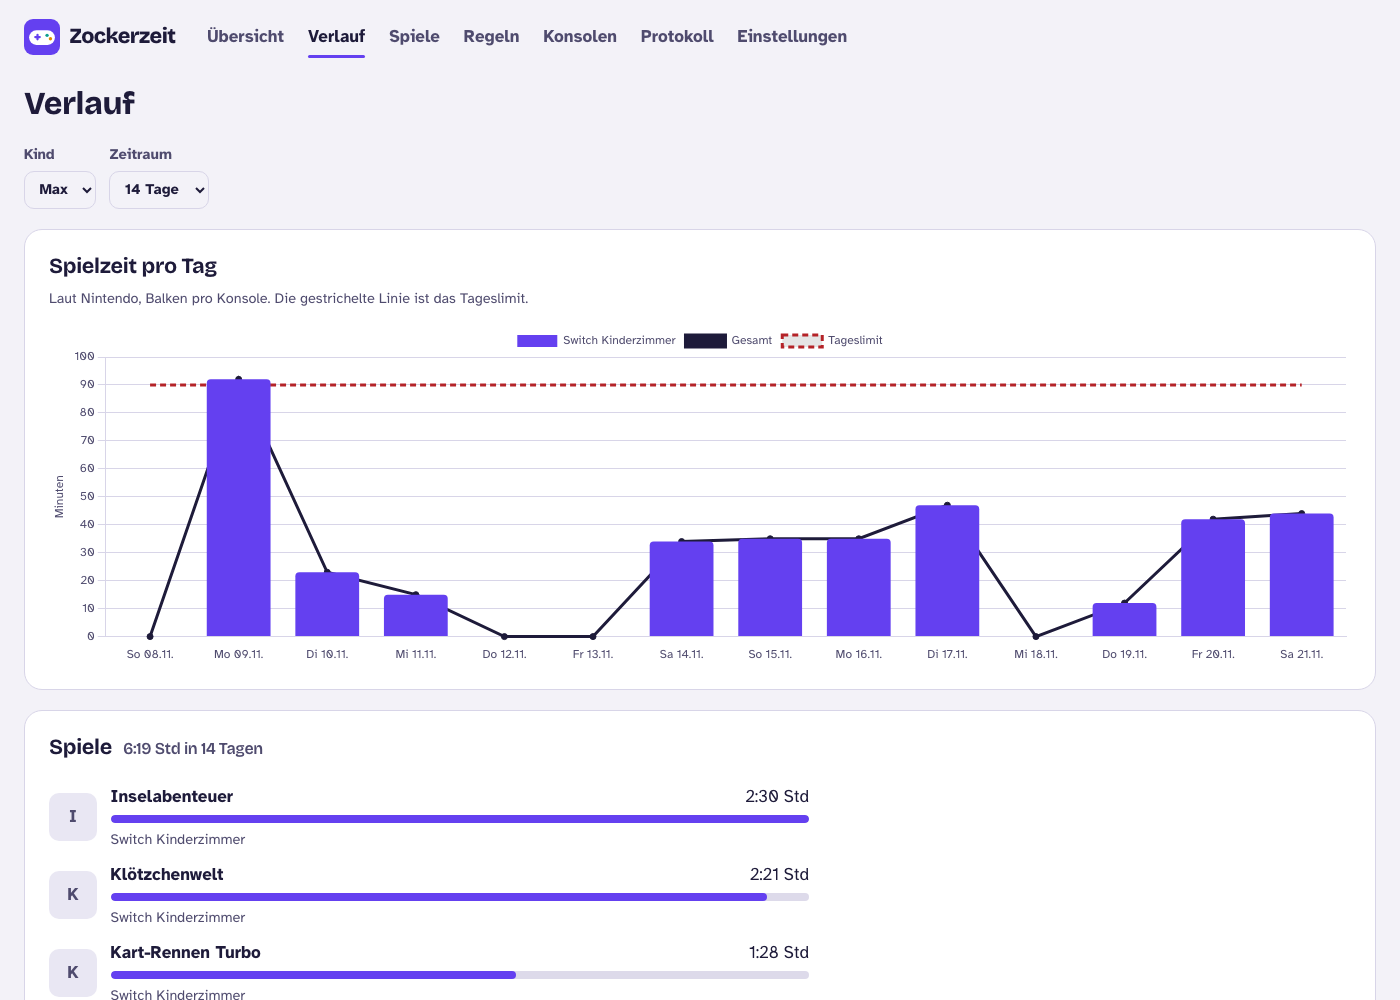 Zockerzeit Übersicht Verlauf Spiele Regeln Konsolen Protokoll Einstellungen
Verlauf
Kind Zeitraum
Max 14 Tage
Spielzeit pro Tag
Laut Nintendo, Balken pro Konsole. Die gestrichelte Linie ist das Tageslimit.
Switch Kinderzimmer Gesamt Tageslimit
100
90
80
70
60
50
40
30
20
10
0
Minuten
So 08.11. Mo 09.11. Di 10.11. Mi 11.11. Do 12.11. Fr 13.11. Sa 14.11. So 15.11. Mo 16.11. Di 17.11. Mi 18.11. Do 19.11. Fr 20.11. Sa 21.11.
Spiele 6:19 Std in 14 Tagen
I Inselabenteuer 2:30 Std
Switch Kinderzimmer
K Klötzchenwelt 2:21 Std
Switch Kinderzimmer
K Kart-Rennen Turbo 1:28 Std
Switch Kinderzimmer